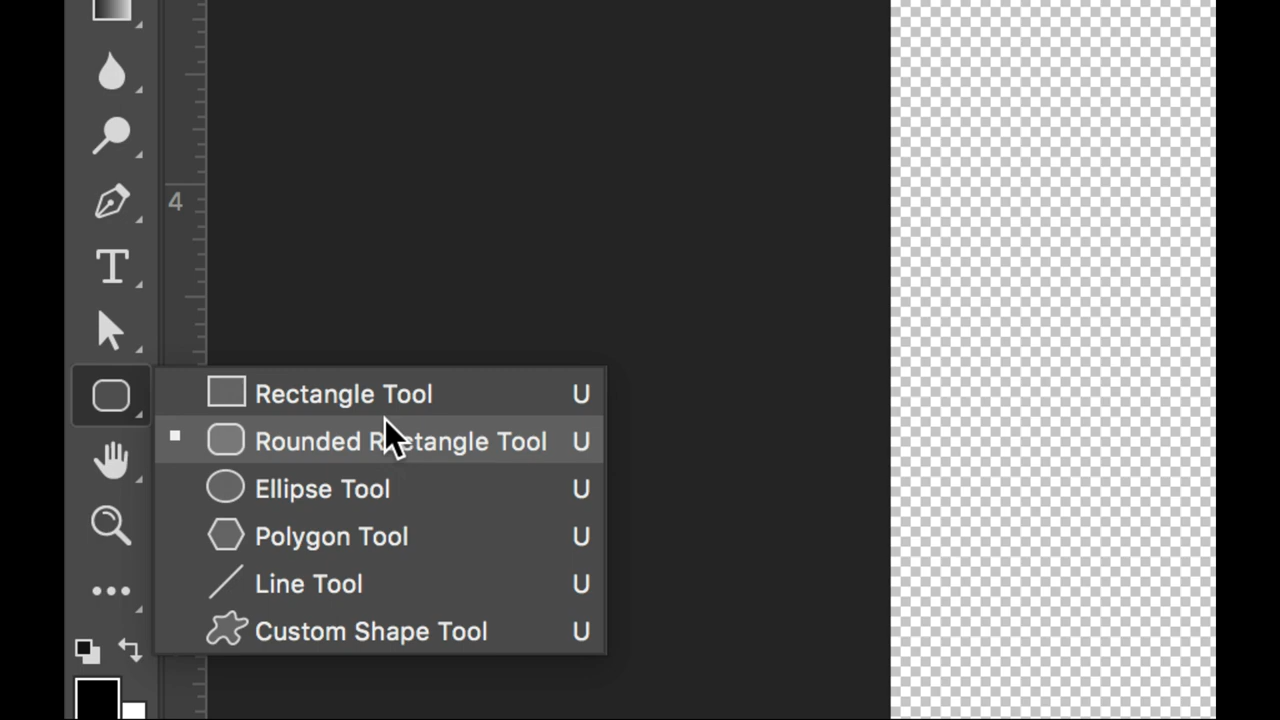 4
T
Rectangle Tool U
Rounded Rectangle Tool U
Ellipse Tool U
Polygon Tool U
Line Tool U
Custom Shape Tool U